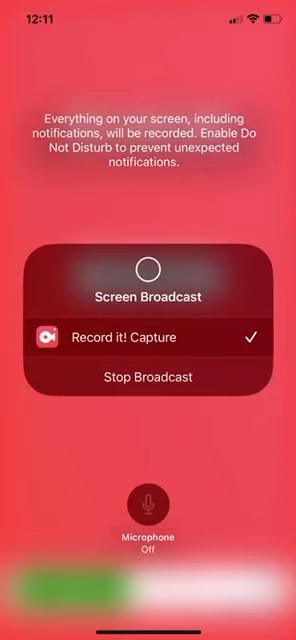 12:11
Everything on your screen, including
notifications, will be recorded. Enable Do
Not Disturb to prevent unexpected
notifications.
Screen Broadcast
Record it! Capture
Stop Broadcast
Microphone
Off